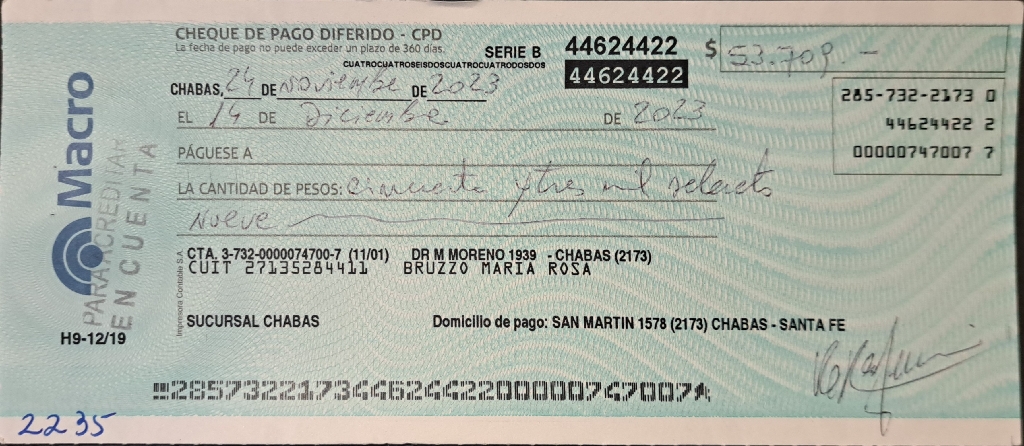 CHEQUE DE PAGO DIFERIDO - CPD
La fecha de pago no puede exceder un plazo de 360 días.
SERIE B 44624422 $ 53.709.-
CUATROCUATROSEISDOSCUATROCUATRODOSDOS
44624422
CHABAS, 24 DE Noviembre DE 2023
285-732-2173 0
EL 14 DE Diciembre DE 2023
44624422 2
00000747007 7
PÁGUESE A
LA CANTIDAD DE PESOS: cincuenta y tres mil setecientos
Nueve
CTA. 3-732-0000074700-7 (11/01) DR M MORENO 1939 - CHABAS (2173)
CUIT 27135284411 BRUZZO MARIA ROSA
SUCURSAL CHABAS Domicilio de pago: SAN MARTIN 1578 (2173) CHABAS - SANTA FE
Impresora Contable S.A.
Macro
PARA ACREDITAR
EN CUENTA
H9-12/19
28573221734462442200000747007
2235